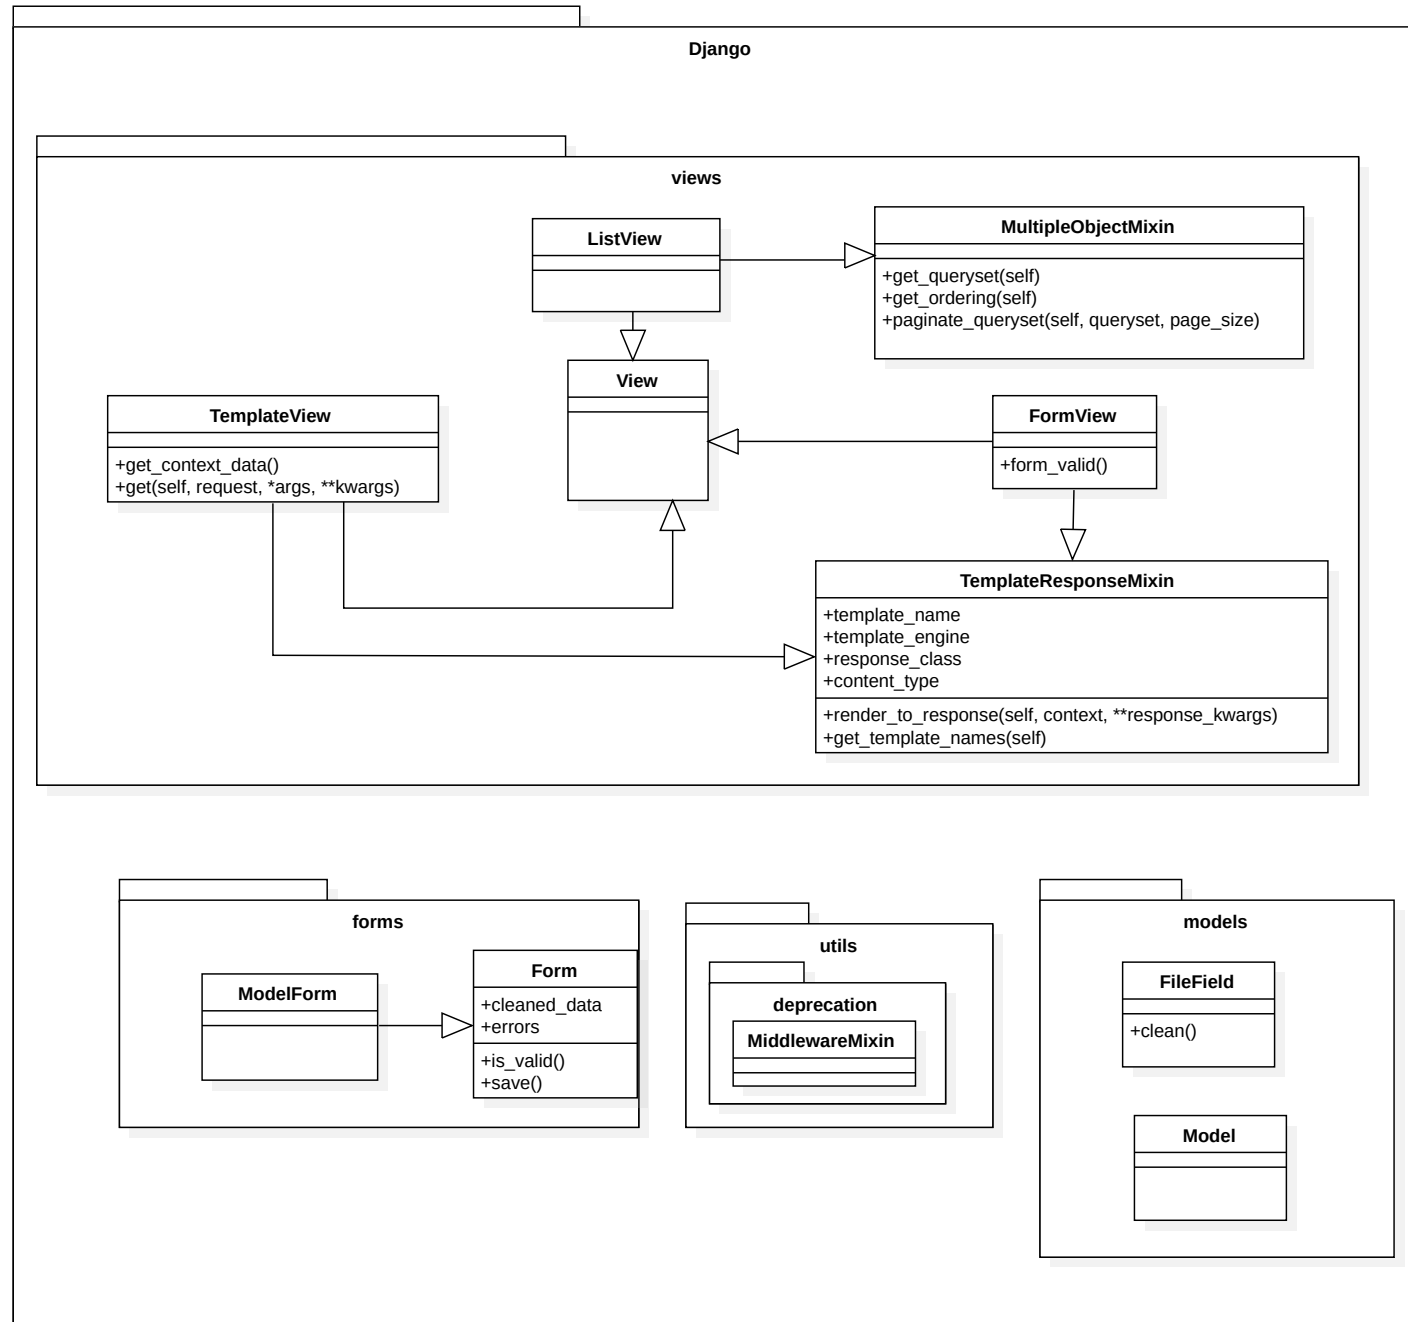 Django
views
ListView
MultipleObjectMixin
+get_queryset(self)
+get_ordering(self)
+paginate_queryset(self, queryset, page_size)
View
TemplateView
+get_context_data()
+get(self, request, *args, **kwargs)
FormView
+form_valid()
TemplateResponseMixin
+template_name
+template_engine
+response_class
+content_type
+render_to_response(self, context, **response_kwargs)
+get_template_names(self)
forms
ModelForm
Form
+cleaned_data
+errors
+is_valid()
+save()
utils
deprecation
MiddlewareMixin
models
FileField
+clean()
Model